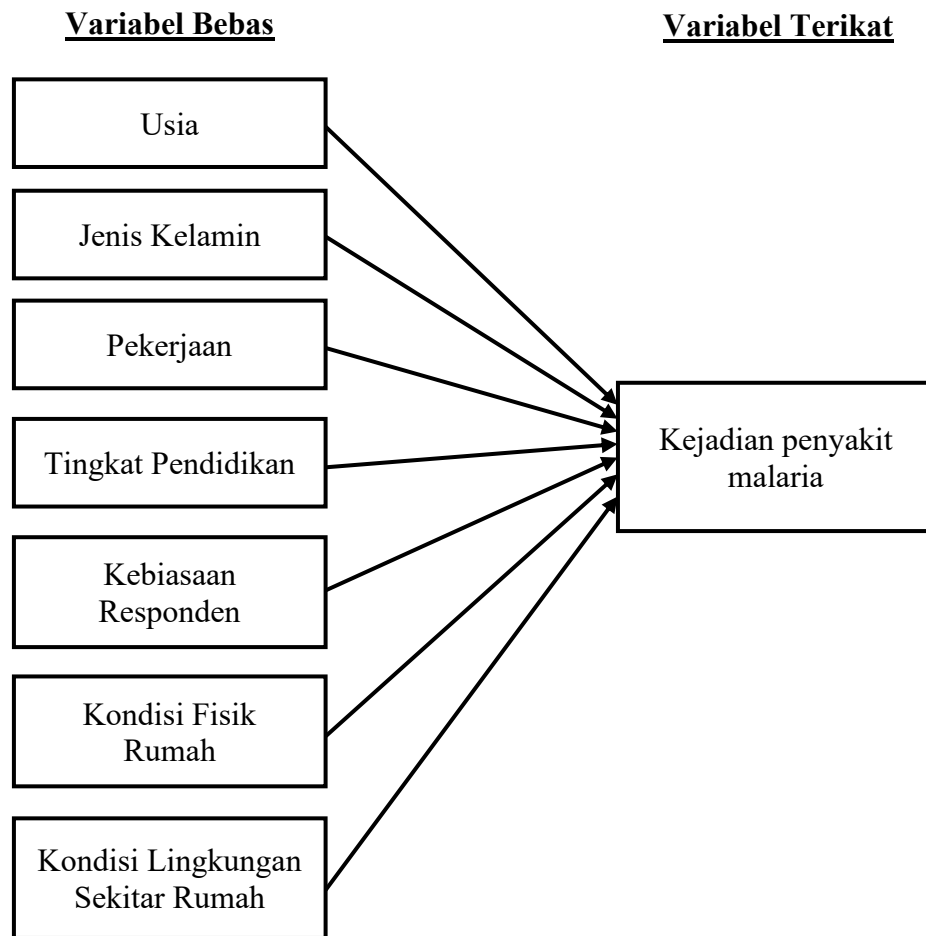 Variabel Bebas
Variabel Terikat
Usia
Jenis Kelamin
Pekerjaan
Tingkat Pendidikan
Kebiasaan
Responden
Kondisi Fisik
Rumah
Kondisi Lingkungan
Sekitar Rumah
Kejadian penyakit
malaria